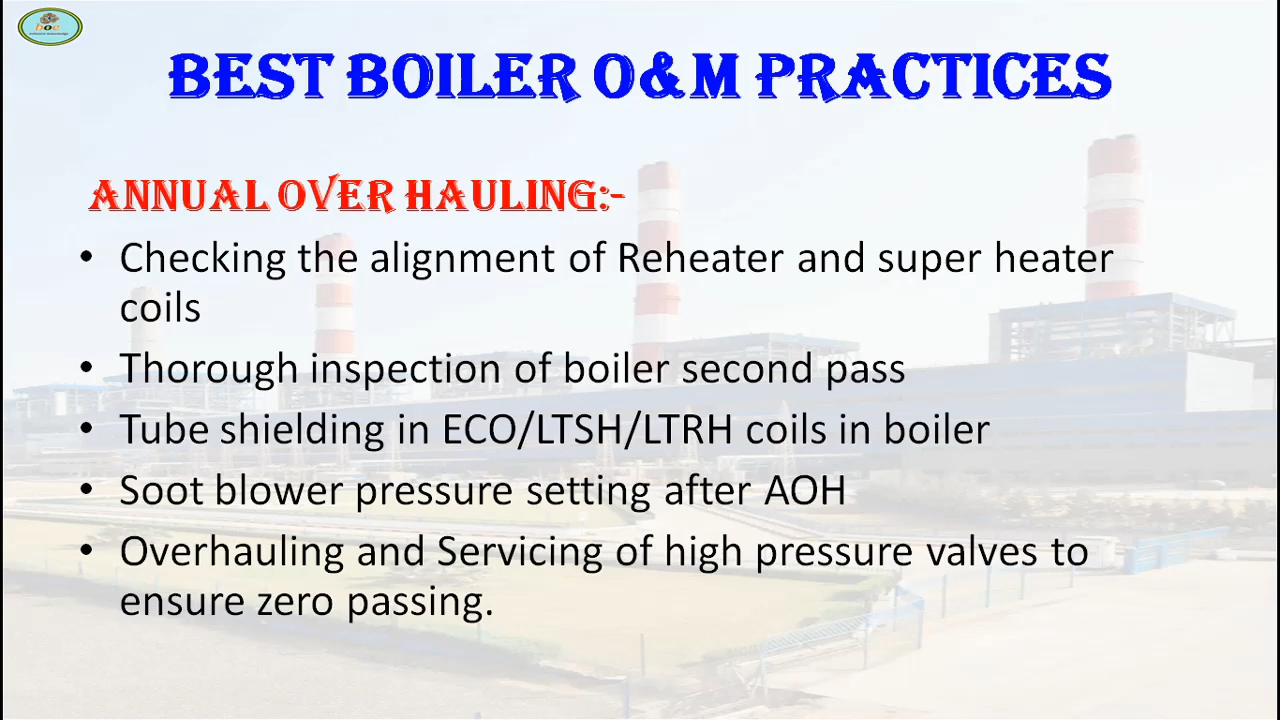 BEST BOILER O&M PRACTICES
ANNUAL OVER HAULING:-
• Checking the alignment of Reheater and super heater
coils
• Thorough inspection of boiler second pass
• Tube shielding in ECO/LTSH/LTRH coils in boiler
• Soot blower pressure setting after AOH
• Overhauling and Servicing of high pressure valves to
ensure zero passing.